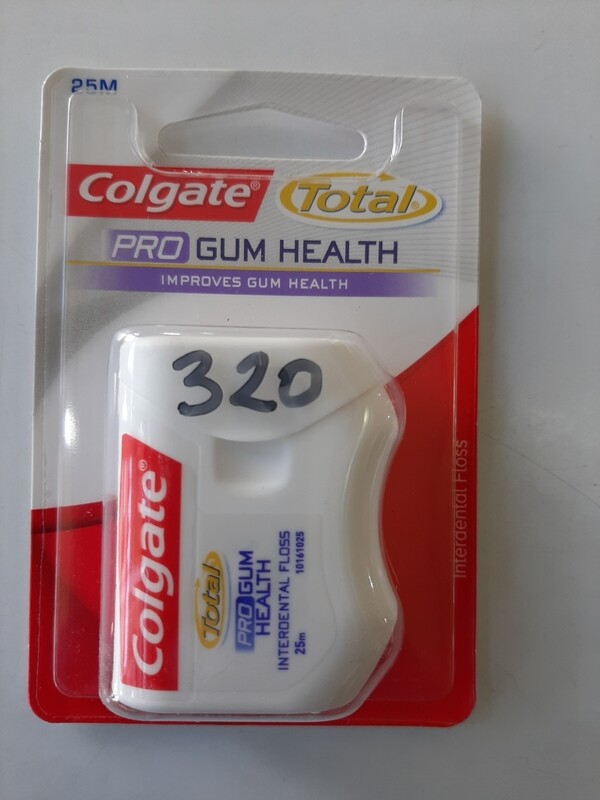 25M
Colgate® Total®
PRO GUM HEALTH
IMPROVES GUM HEALTH
320
Colgate®
Total
PRO GUM
HEALTH
INTERDENTAL FLOSS
25m 10161025
Interdental Floss